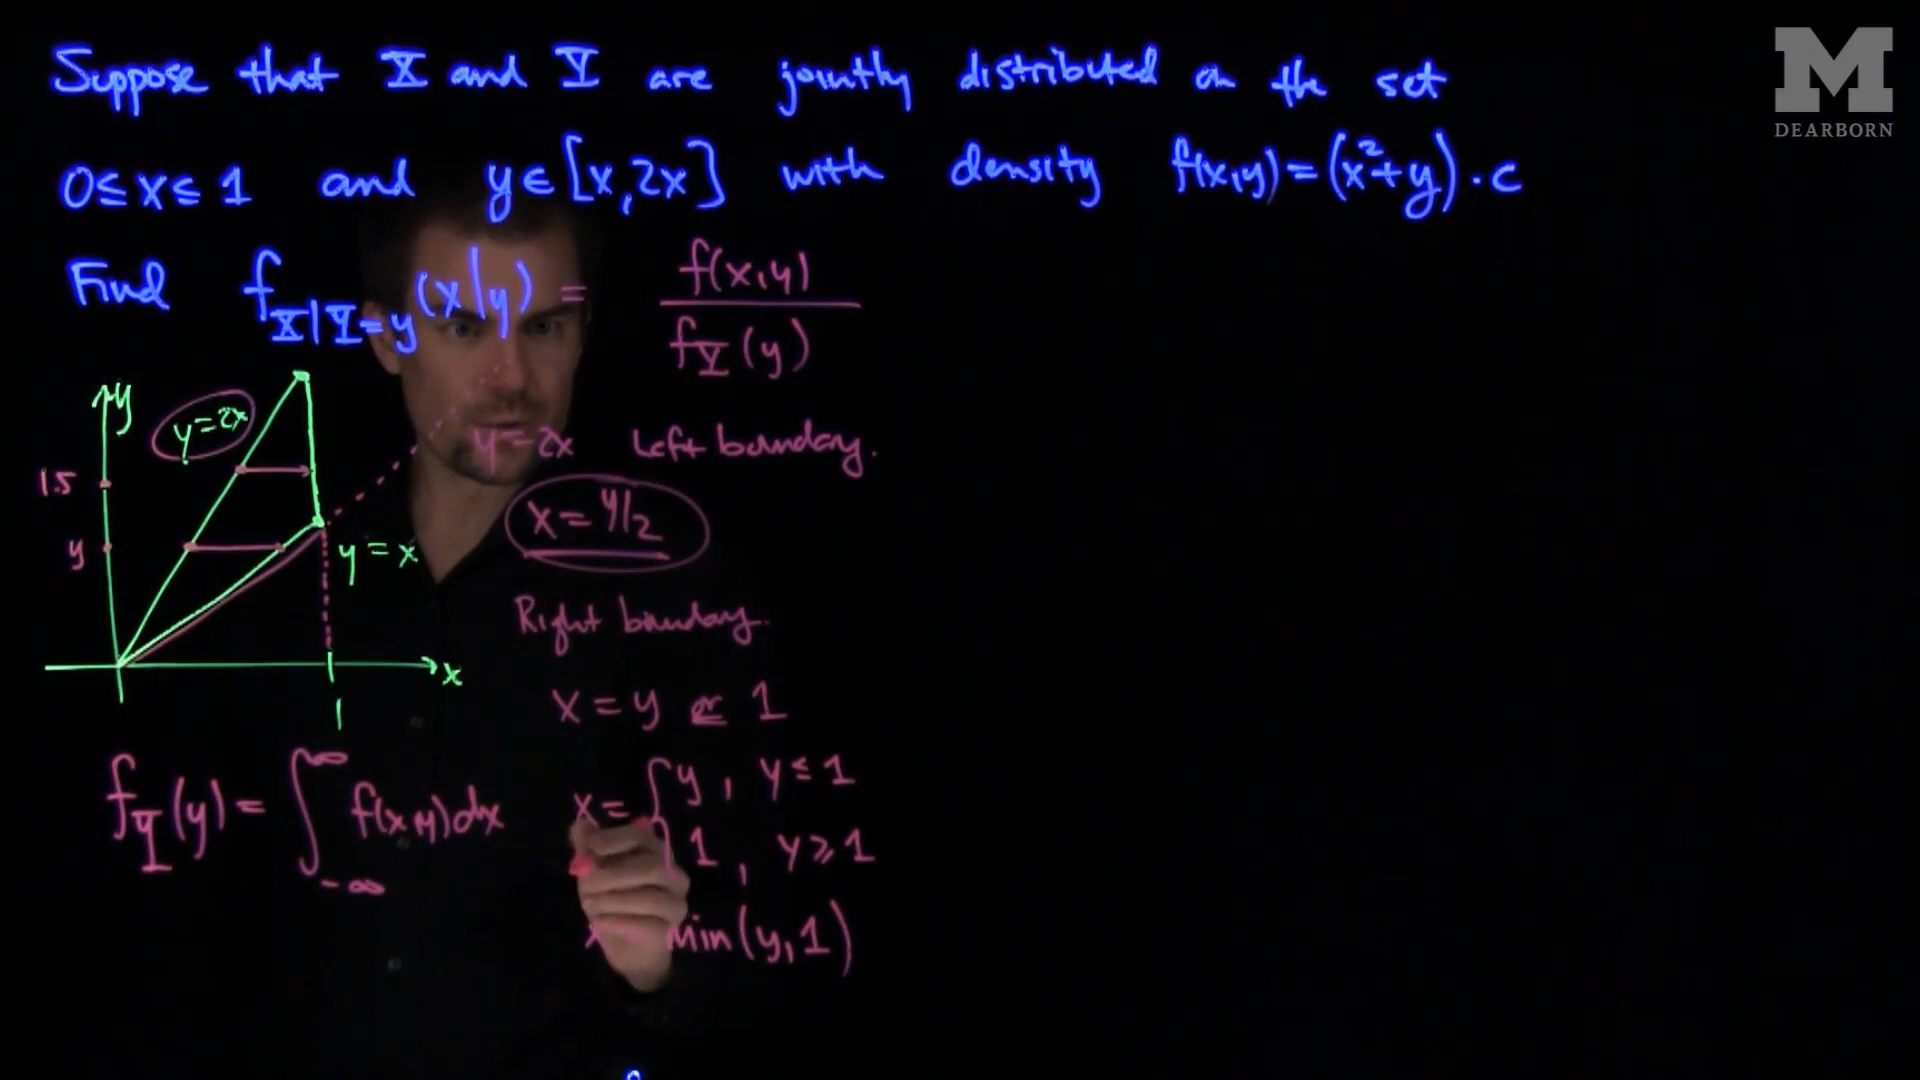 Suppose that X and Y are jointly distributed on the set
0≤x≤1 and y∈[x,2x] with density f(x,y)=(x²+y)·c
Find f_{X|Y=y}(x|y) = f(x,y) / f_Y(y)
M
DEARBORN
y
y=2x
1.5
y
y=x
x
1
y=2x Left boundary.
x=y/2
Right boundary.
x=y or 1
f_Y(y)=∫_{-∞}^{∞} f(x,y)dx
x={y, y≤1
1, y≥1
min(y,1)